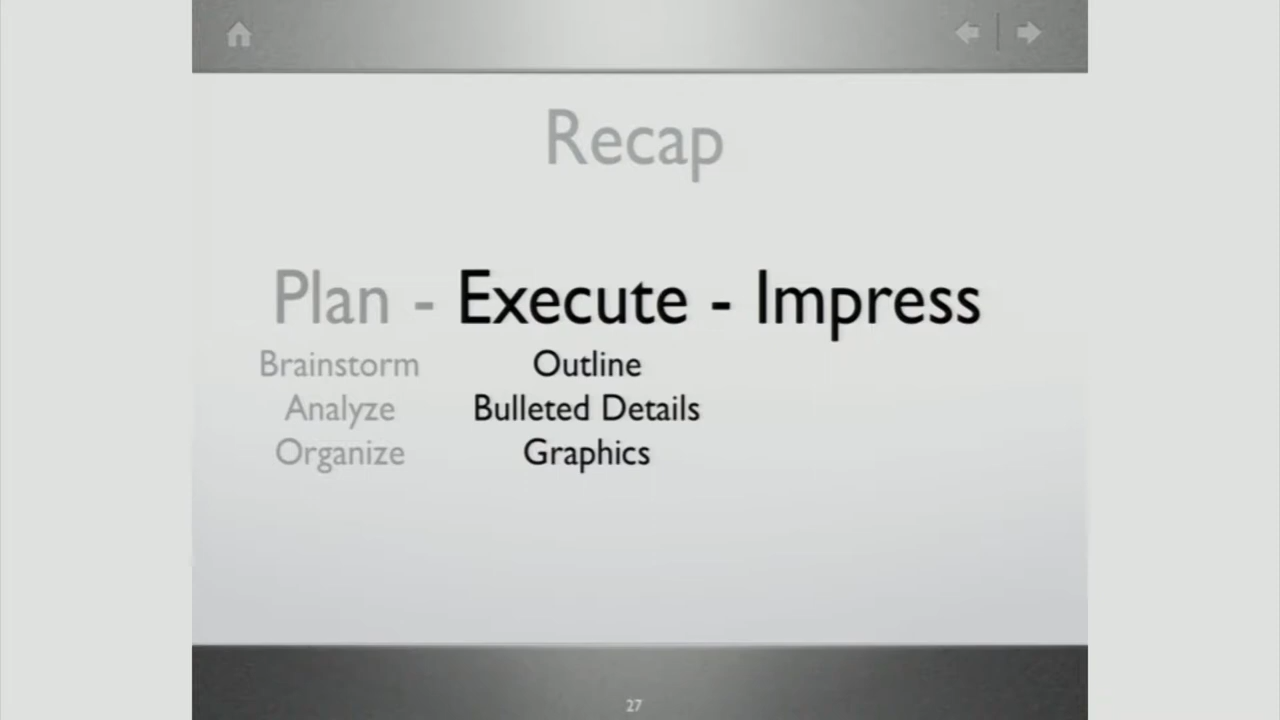 Recap
Plan - Execute - Impress
Brainstorm Outline
Analyze Bulleted Details
Organize Graphics
27